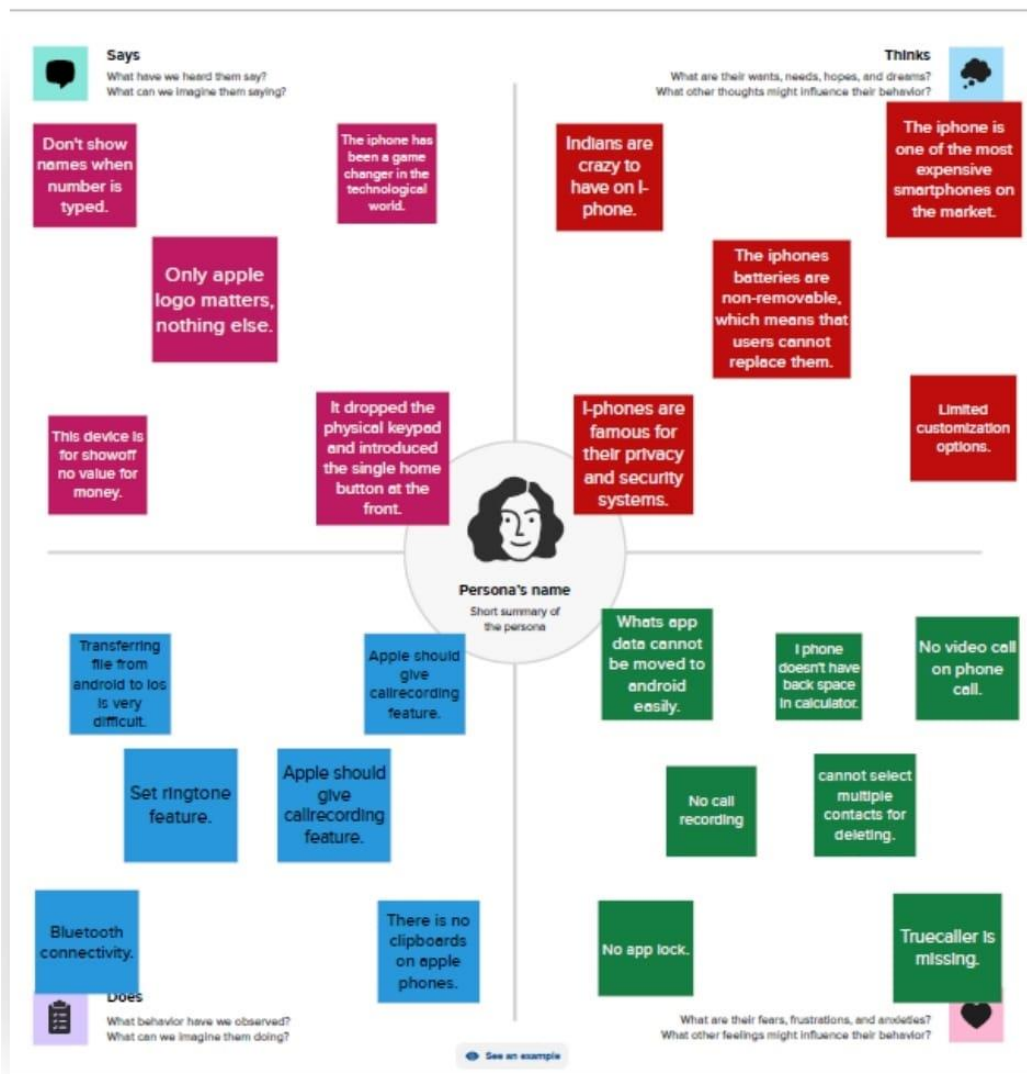 Says
What have we heard them say?
What can we imagine them saying?
Don't show
names when
number is
typed.
The iphone has
been a game
changer in the
technological
world.
Only apple
logo matters,
nothing else.
This device is
for showoff
no value for
money.
It dropped the
physical keypad
and introduced
the single home
button at the
front.
Thinks
What are their wants, needs, hopes, and dreams?
What other thoughts might influence their behavior?
Indians are
crazy to
have on I-
phone.
The iphone is
one of the most
expensive
smartphones on
the market.
The iphones
batteries are
non-removable,
which means that
users cannot
replace them.
I-phones are
famous for
their privacy
and security
systems.
Limited
customization
options.
Persona's name
Short summary of
the persona
Transferring
file from
android to ios
is very
difficult.
Apple should
give
callrecording
feature.
Set ringtone
feature.
Apple should
give
callrecording
feature.
Bluetooth
connectivity.
There is no
clipboards
on apple
phones.
Does
What behavior have we observed?
What can we imagine them doing?
Whats app
data cannot
be moved to
android
easily.
I phone
doesn't have
back space
in calculator.
No video call
on phone
call.
No call
recording
cannot select
multiple
contacts for
deleting.
No app lock.
Truecaller is
missing.
What are their fears, frustrations, and anxieties?
What other feelings might influence their behavior?
See an example